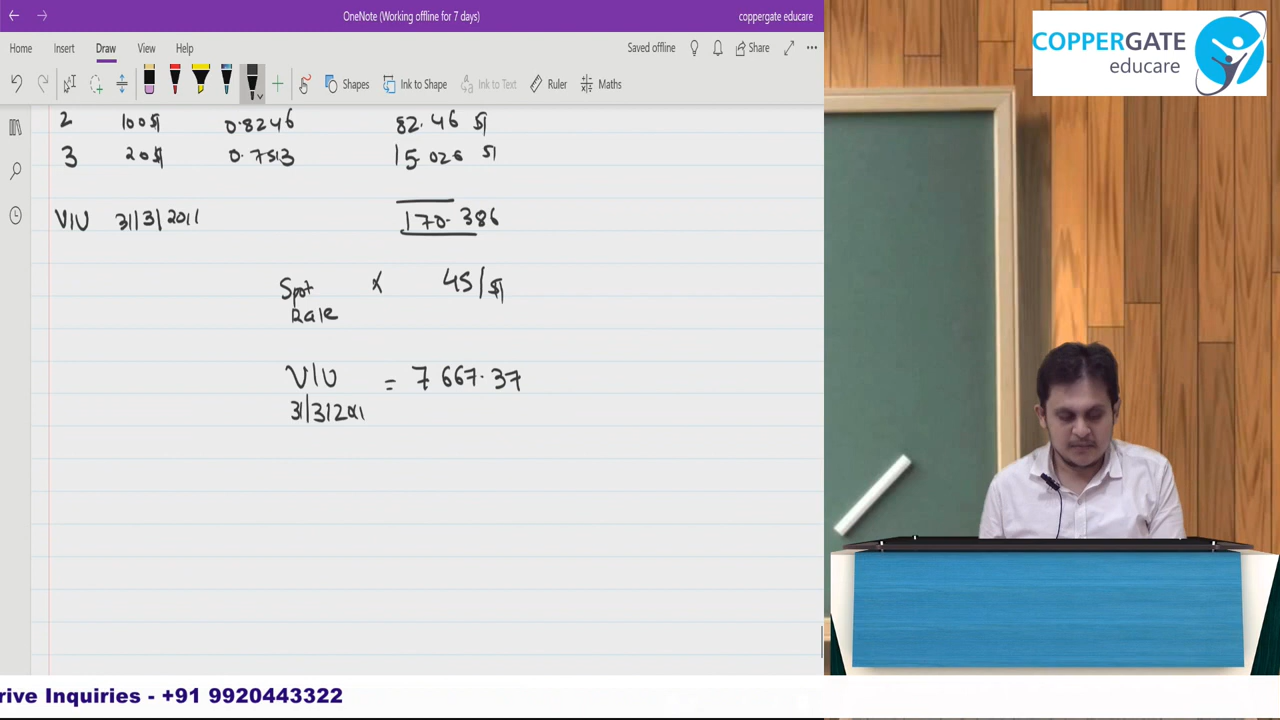 OneNote (Working offline for 7 days)
coppergate educare
Home Insert Draw View Help
Saved offline
Share
Shapes
Ink to Shape
Ink to Text
Ruler
Maths
COPPERGATE
educare
2 100$ 0.8246 82.46 $
3 20$ 0.7513 15.026 $
VIU 31/3/2011 170.386
Spot x 45/$
Rate
VIU = 7667.37
31/3/2011
rive Inquiries - +91 9920443322